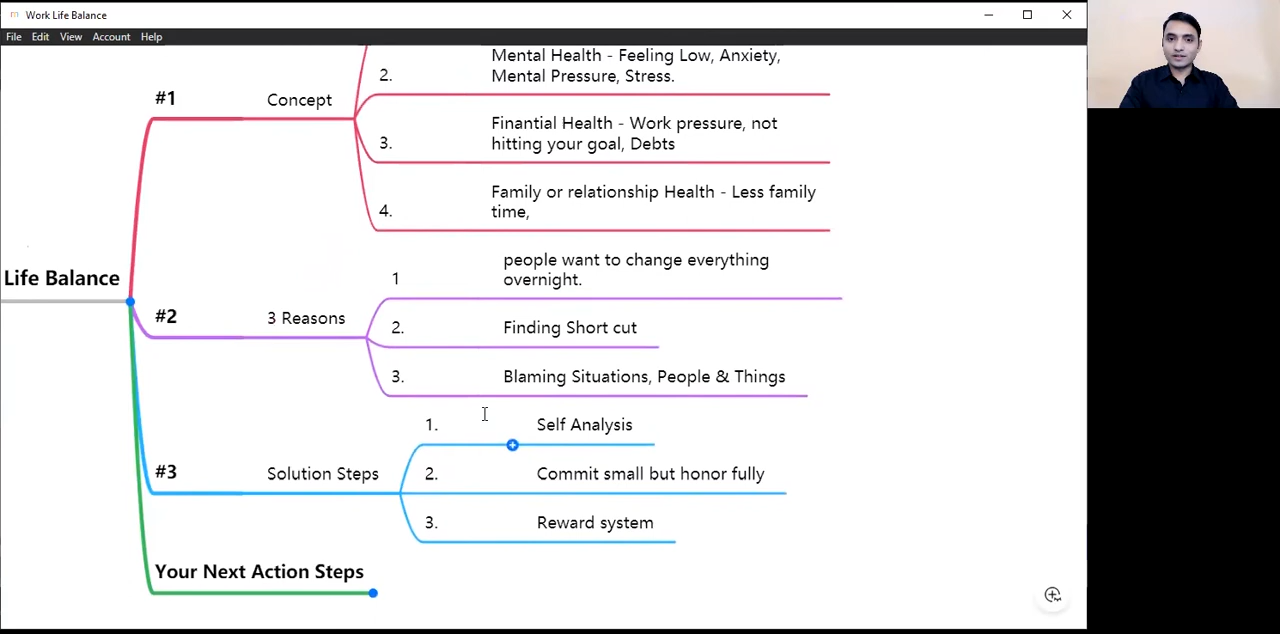 Work Life Balance
File Edit View Account Help
Mental Health - Feeling Low, Anxiety,
2. Mental Pressure, Stress.
#1 Concept
Finantial Health - Work pressure, not
3. hitting your goal, Debts
Family or relationship Health - Less family
4. time,
people want to change everything
1 overnight.
Life Balance
#2 3 Reasons
2. Finding Short cut
3. Blaming Situations, People & Things
1. Self Analysis
#3 Solution Steps
2. Commit small but honor fully
3. Reward system
Your Next Action Steps